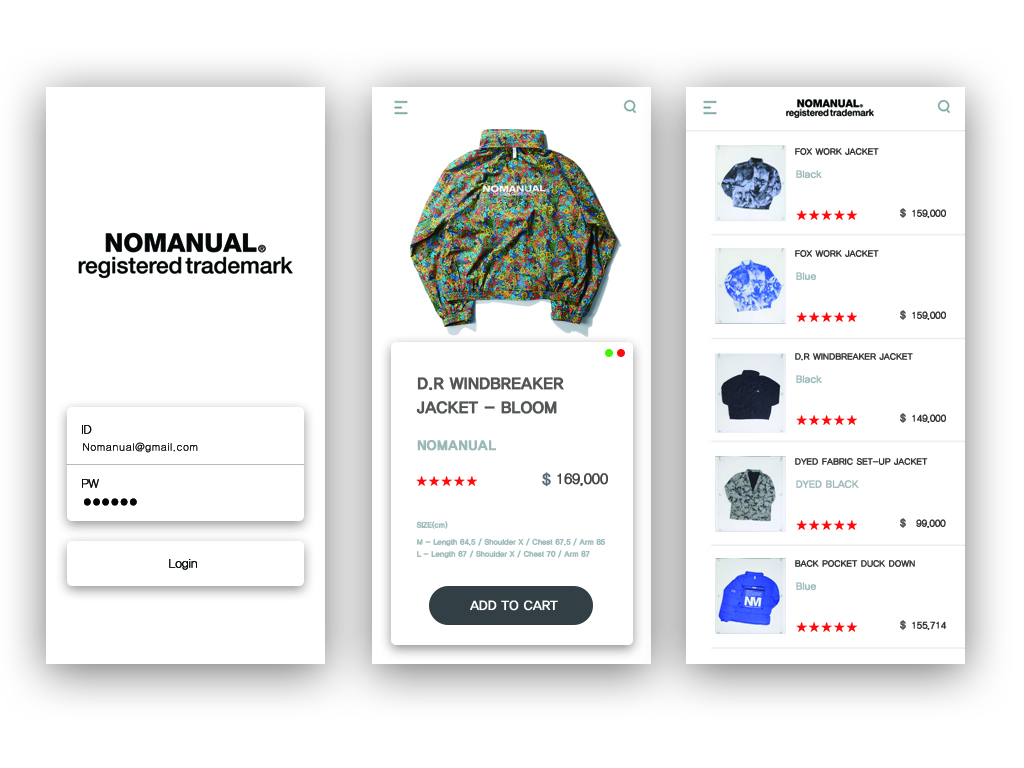 NOMANUAL®
registered trademark
ID
Nomanual@gmail.com
PW
●●●●●●
Login
NOMANUAL
D.R WINDBREAKER
JACKET – BLOOM
NOMANUAL
★★★★★ $ 169,000
SIZE(cm)
M – Length 64,5 / Shoulder X / Chest 67,5 / Arm 85
L – Length 67 / Shoulder X / Chest 70 / Arm 87
ADD TO CART
NOMANUAL®
registered trademark
FOX WORK JACKET
Black
★★★★★ $ 159,000
FOX WORK JACKET
Blue
★★★★★ $ 159,000
D,R WINDBREAKER JACKET
Black
★★★★★ $ 149,000
DYED FABRIC SET-UP JACKET
DYED BLACK
★★★★★ $ 99,000
NM
BACK POCKET DUCK DOWN
Blue
★★★★★ $ 155,714